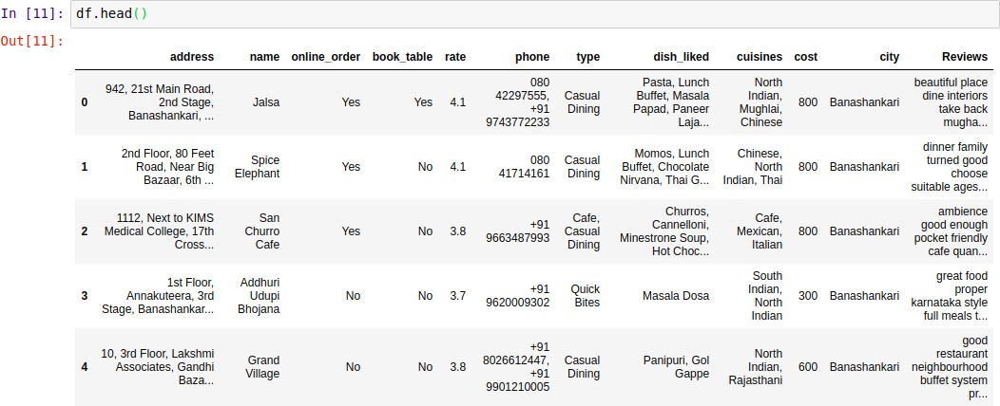 In [11]: df.head()
Out[11]:
address name online_order book_table rate phone type dish_liked cuisines cost city Reviews
0 942, 21st Main Road, 2nd Stage, Banashankari, ... Jalsa Yes Yes 4.1 080 42297555, +91 9743772233 Casual Dining Pasta, Lunch Buffet, Masala Papad, Paneer Laja... North Indian, Mughlai, Chinese 800 Banashankari beautiful place dine interiors take back mugha...
1 2nd Floor, 80 Feet Road, Near Big Bazaar, 6th ... Spice Elephant Yes No 4.1 080 41714161 Casual Dining Momos, Lunch Buffet, Chocolate Nirvana, Thai G... Chinese, North Indian, Thai 800 Banashankari dinner family turned good choose suitable ages...
2 1112, Next to KIMS Medical College, 17th Cross... San Churro Cafe Yes No 3.8 +91 9663487993 Cafe, Casual Dining Churros, Cannelloni, Minestrone Soup, Hot Choc... Cafe, Mexican, Italian 800 Banashankari ambience good enough pocket friendly cafe quan...
3 1st Floor, Annakuteera, 3rd Stage, Banashankar... Addhuri Udupi Bhojana No No 3.7 +91 9620009302 Quick Bites Masala Dosa South Indian, North Indian 300 Banashankari great food proper karnataka style full meals t...
4 10, 3rd Floor, Lakshmi Associates, Gandhi Baza... Grand Village No No 3.8 +91 8026612447, +91 9901210005 Casual Dining Panipuri, Gol Gappe North Indian, Rajasthani 600 Banashankari good restaurant neighbourhood buffet system pr...